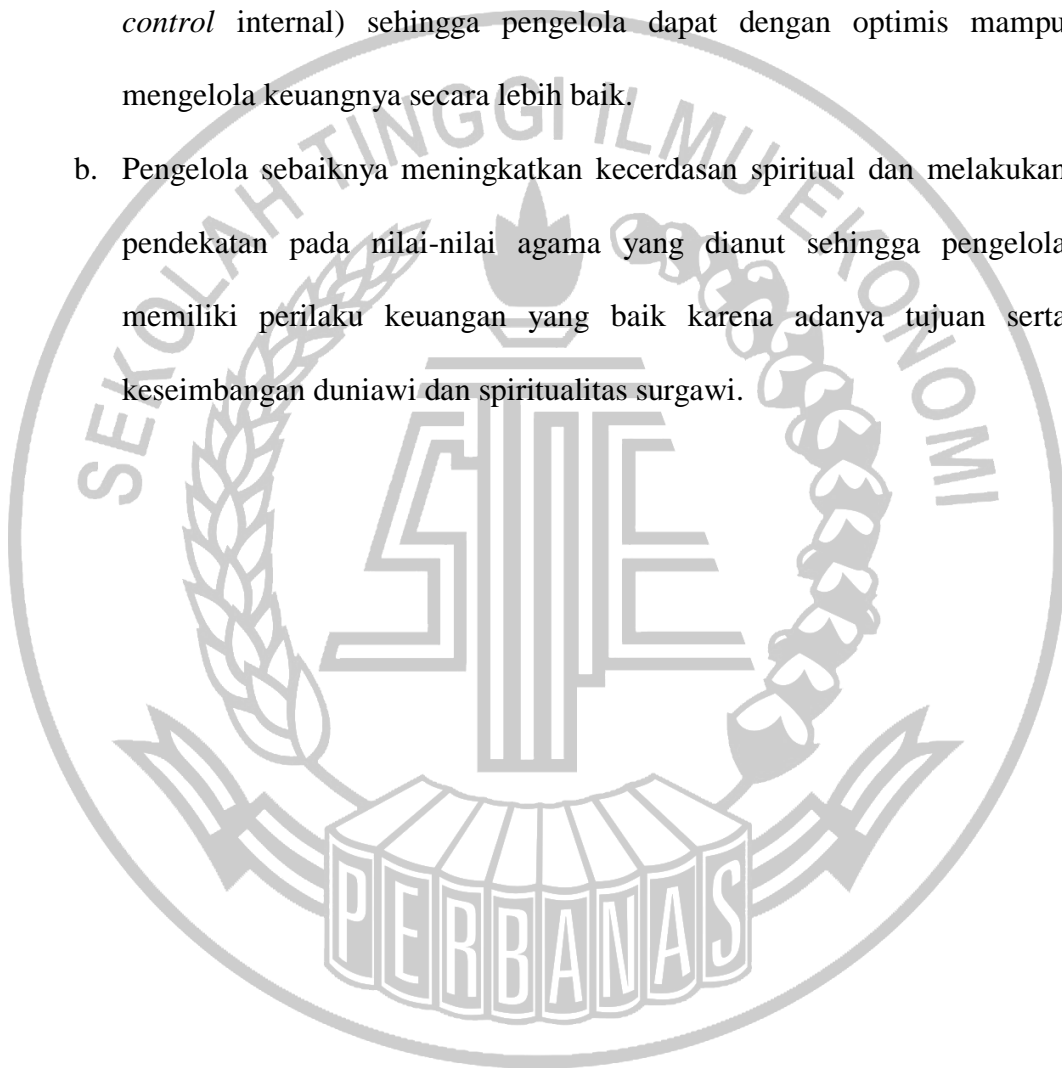 control internal) sehingga pengelola dapat dengan optimis mampu
mengelola keuangnya secara lebih baik.
b. Pengelola sebaiknya meningkatkan kecerdasan spiritual dan melakukan
pendekatan pada nilai-nilai agama yang dianut sehingga pengelola
memiliki perilaku keuangan yang baik karena adanya tujuan serta
keseimbangan duniawi dan spiritualitas surgawi.
SEKOLAH TINGGI ILMU EKONOMI
STIE
PERBANAS